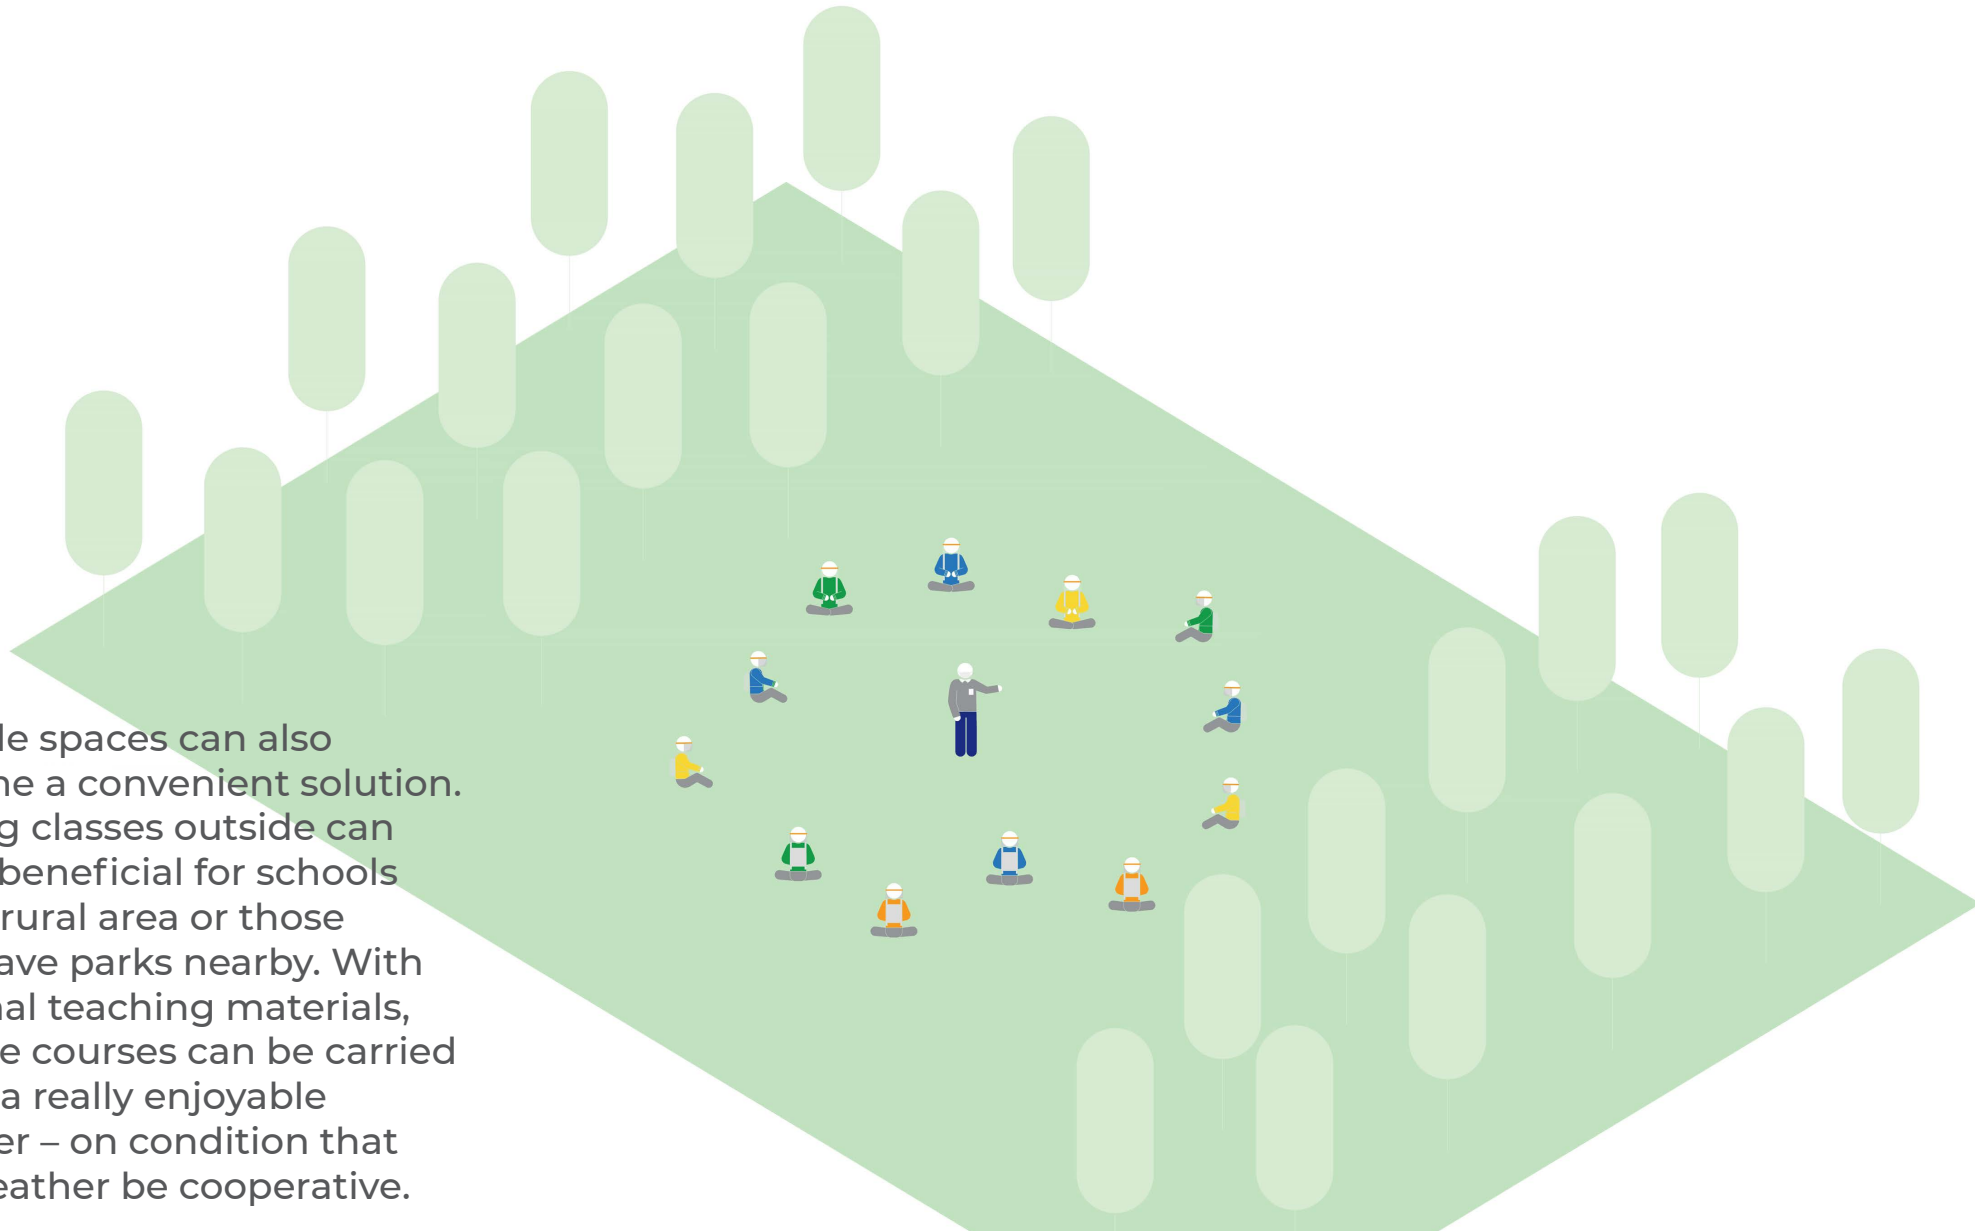 le spaces can also
ne a convenient solution.
g classes outside can
beneficial for schools
rural area or those
ave parks nearby. With
nal teaching materials,
e courses can be carried
a really enjoyable
er – on condition that
eather be cooperative.